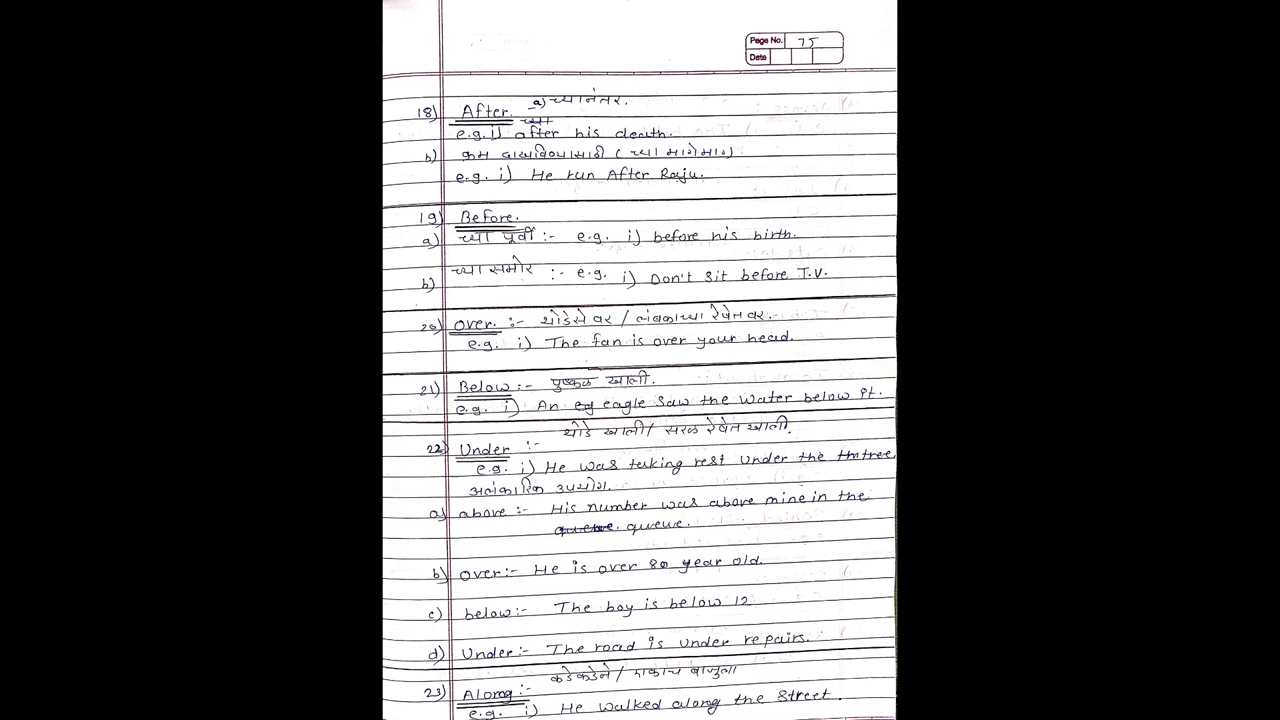 Page No. 75
Date
a) च्यानंतर.
18) After. च्या
e.g. i) after his death.
b) क्रम दाखविण्यासाठी ( च्या मागोमाग)
e.g. i) He run After Raju.
19) Before.
a) च्या पूर्वी :- e.g. i) before his birth.
b) च्या समोर :- e.g. i) Don't sit before T.V.
20) Over. :- थोडेसे वर / लंबकाच्या रेषेत वर.
e.g. i) The fan is over your head.
21) Below :- पुष्कळ खाली.
e.g. i) An eg eagle saw the water below it.
थोडे खाली / सरळ रेषेत खाली.
22) Under :-
e.g. i) He was taking rest under the tree
अलंकारिक उपयोग.
a) above :- His number was above mine in the
queue. queue.
b) Over:- He is over 80 year old.
c) below:- The boy is below 12
d) Under:- The road is under repairs.
कडेकडेने / एकाच बाजुला
23) Along :-
e.g. i) He walked along the street.